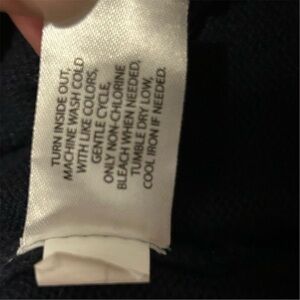 TURN INSIDE OUT,
MACHINE WASH COLD
WITH LIKE COLORS,
GENTLE CYCLE,
ONLY NON-CHLORINE
BLEACH WHEN NEEDED,
TUMBLE DRY LOW,
COOL IRON IF NEEDED.